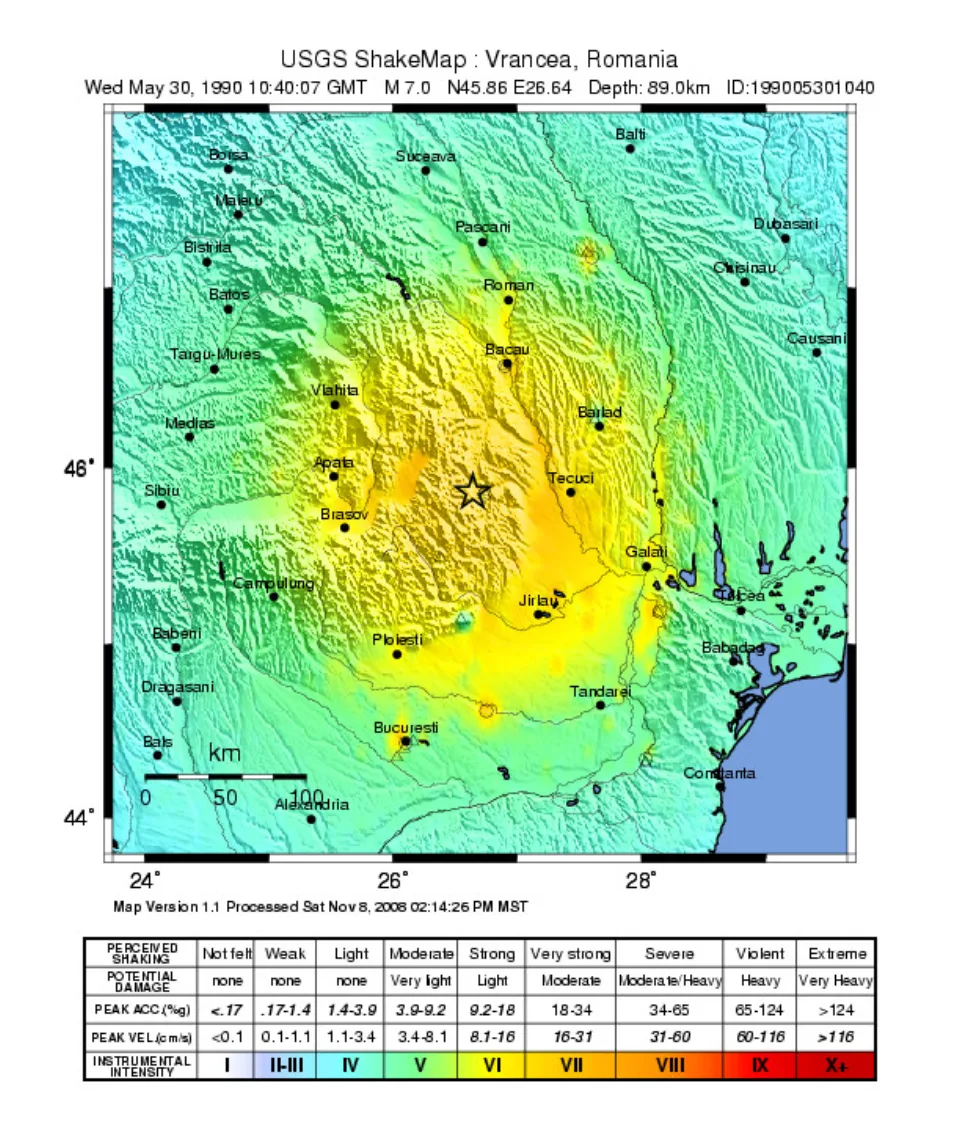 USGS ShakeMap : Vrancea, Romania
Wed May 30, 1990 10:40:07 GMT M 7.0 N45.86 E26.64 Depth: 89.0km ID:199005301040
Balti
Borsa
Suceava
Maieru
Dubasari
Pascani
Bistrita
Chisinau
Roman
Batos
Causani
Bacau
Targu-Mures
Vlahita
Barlad
Medias
46°
Apata
Tecuci
Sibiu
Brasov
Galati
Campulung
Jirlau
Tulcea
Babeni
Ploiesti
Babadag
Dragasani
Tandarei
Bucuresti
Bals
km
Constanta
0 50 100
Alexandria
44°
24° 26° 28°
Map Version 1.1 Processed Sat Nov 8, 2008 02:14:26 PM MST
PERCEIVED SHAKING Not felt Weak Light Moderate Strong Very strong Severe Violent Extreme
POTENTIAL DAMAGE none none none Very light Light Moderate Moderate/Heavy Heavy Very Heavy
PEAK ACC.(%g) <.17 .17-1.4 1.4-3.9 3.9-9.2 9.2-18 18-34 34-65 65-124 >124
PEAK VEL.(cm/s) <0.1 0.1-1.1 1.1-3.4 3.4-8.1 8.1-16 16-31 31-60 60-116 >116
INSTRUMENTAL INTENSITY I II-III IV V VI VII VIII IX X+